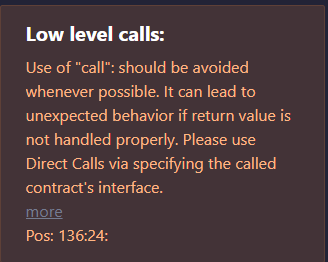 Low level calls:
Use of "call": should be avoided
whenever possible. It can lead to
unexpected behavior if return value is
not handled properly. Please use
Direct Calls via specifying the called
contract's interface.
more
Pos: 136:24: